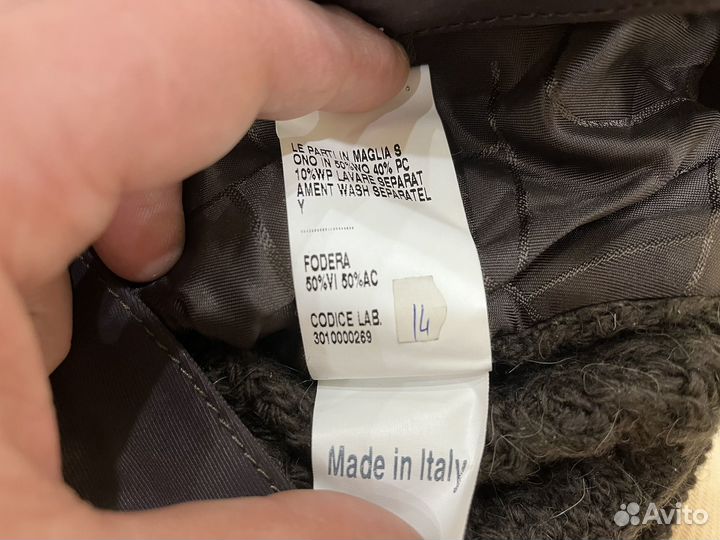 LE PARTI IN MAGLIA S
ONO IN 50%WO 40% PC
10%WP LAVARE SEPARAT
AMENT WASH SEPARATEL
Y
FODERA
50%VI 50%AC
CODICE LAB.
3010000269
14
Made in Italy
Avito